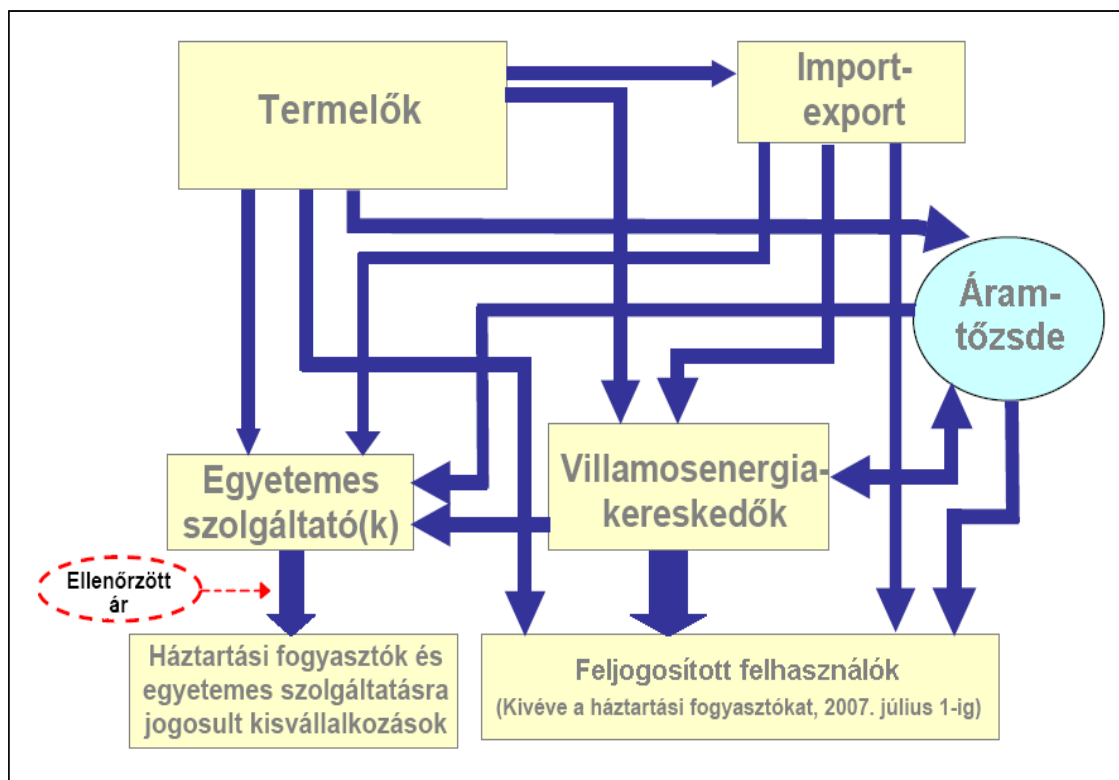 Termelők
Import-
export
Áram-
tőzsde
Egyetemes
szolgáltató(k)
Villamosenergia-
kereskedők
Ellenőrzött
ár
Háztartási fogyasztók és
egyetemes szolgáltatásra
jogosult kisvállalkozások
Feljogosított felhasználók
(Kivéve a háztartási fogyasztókat, 2007. július 1-ig)